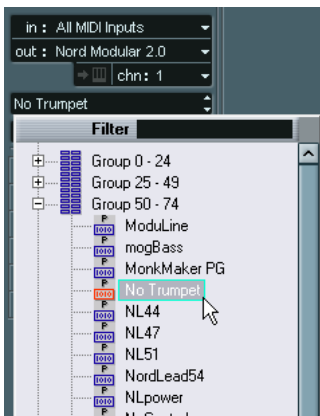 in : All MIDI Inputs
out : Nord Modular 2.0
chn: 1
No Trumpet
Filter
Group 0 - 24
Group 25 - 49
Group 50 - 74
ModuLine
mogBass
MonkMaker PG
No Trumpet
NL44
NL47
NL51
NordLead54
NLpower